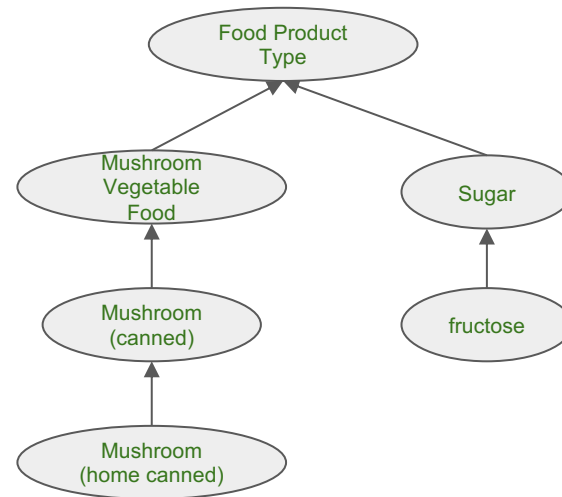 Food Product
Type
Mushroom
Vegetable
Food
Sugar
Mushroom
(canned)
fructose
Mushroom
(home canned)